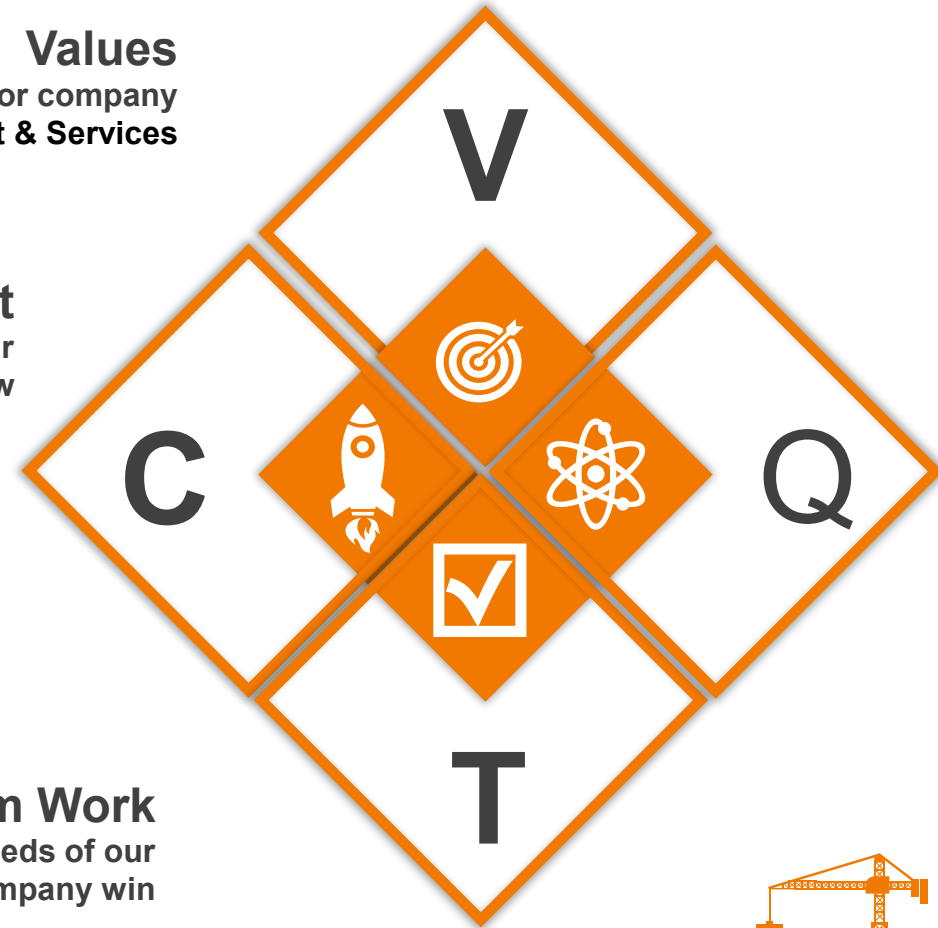 Values
or company
t & Services
V
t
r
w
C
Q
m Work
eds of our
mpany win
T